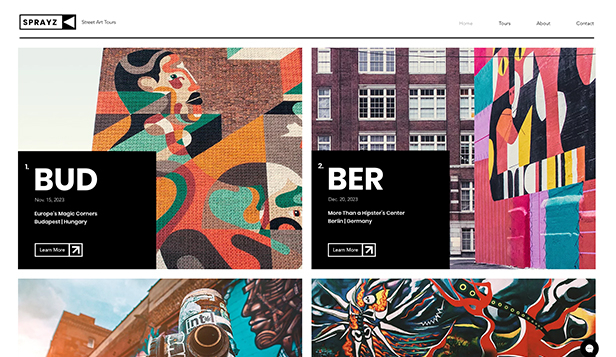 SPRAYZ
Street Art Tours
Home
Tours
About
Contact
1.
BUD
Nov. 15, 2023
Europe's Magic Corners
Budapest | Hungary
Learn More
2.
BER
Dec. 20, 2023
More Than a Hipster's Center
Berlin | Germany
Learn More